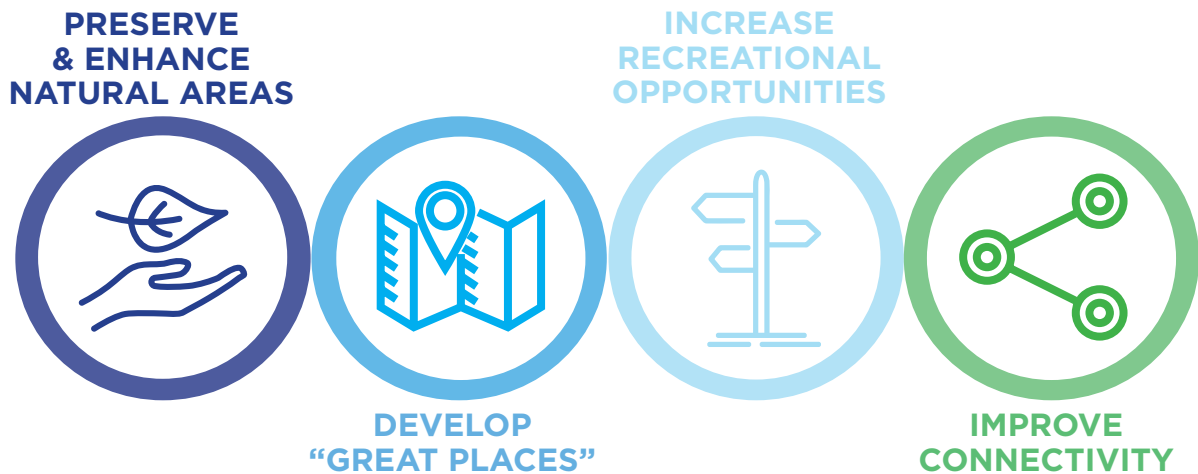 PRESERVE
& ENHANCE
NATURAL AREAS
DEVELOP
“GREAT PLACES”
INCREASE
RECREATIONAL
OPPORTUNITIES
IMPROVE
CONNECTIVITY